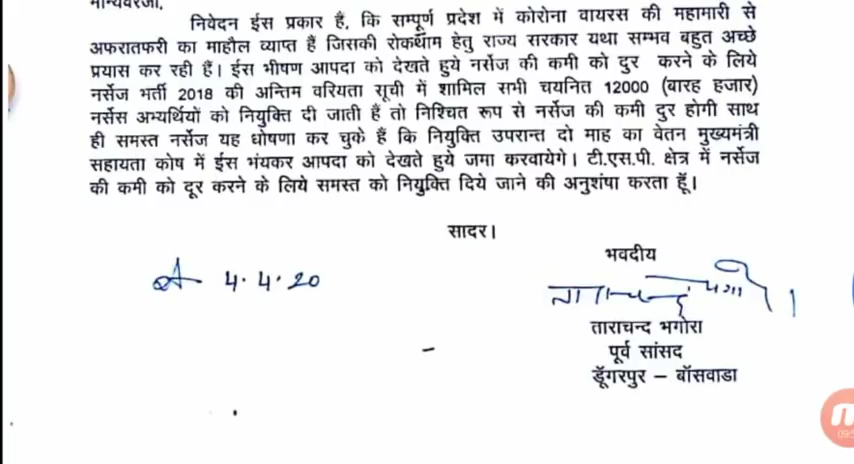 मान्यवरजी,
निवेदन ईस प्रकार हैं, कि सम्पूर्ण प्रदेश में कोरोना वायरस की महामारी से
अफरातफरी का माहौल व्याप्त हैं जिसकी रोकथाम हेतु राज्य सरकार यथा सम्भव बहुत अच्छे
प्रयास कर रही हैं। ईस भीषण आपदा को देखते हुये नर्सेज की कमी को दुर करने के लिये
नर्सेज भर्ती 2018 की अन्तिम वरियता सूची में शामिल सभी चयनित 12000 (बारह हजार)
नर्सेस अभ्यर्थियों को नियुक्ति दी जाती हैं तो निश्चित रूप से नर्सेज की कमी दुर होगी साथ
ही समस्त नर्सेज यह घोषणा कर चुके हैं कि नियुक्ति उपरान्त दो माह का वेतन मुख्यमंत्री
सहायता कोष में ईस भंयकर आपदा को देखते हुये जमा करवायेगे। टी.एस.पी. क्षेत्र में नर्सेज
की कमी को दूर करने के लिये समस्त को नियुक्ति दिये जाने की अनुशंषा करता हूँ।
सादर।
भवदीय
4.4.20
ताराचन्द भगोरा
पूर्व सांसद
डूँगरपुर – बॉसवाडा